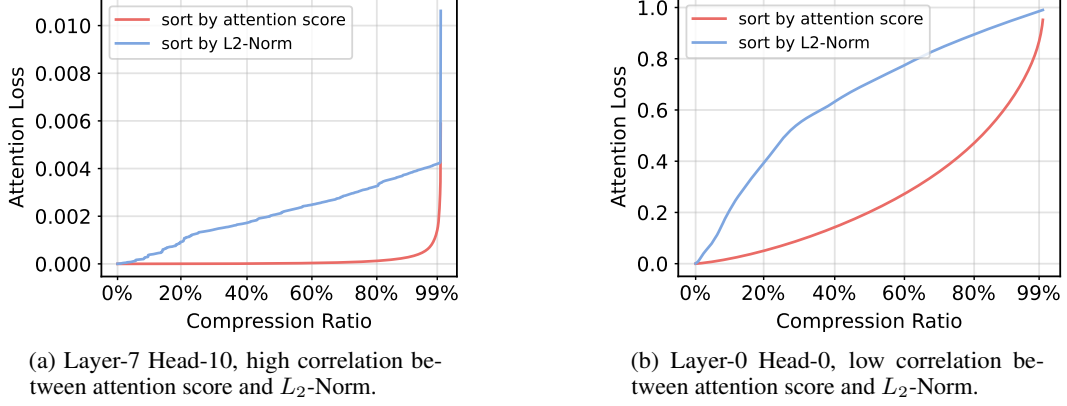 0.010
0.008
0.006
0.004
0.002
0.000
Attention Loss
sort by attention score
sort by L2-Norm
0% 20% 40% 60% 80% 99%
Compression Ratio
(a) Layer-7 Head-10, high correlation be-
tween attention score and L2-Norm.
1.0
0.8
0.6
0.4
0.2
0.0
Attention Loss
sort by attention score
sort by L2-Norm
0% 20% 40% 60% 80% 99%
Compression Ratio
(b) Layer-0 Head-0, low correlation be-
tween attention score and L2-Norm.